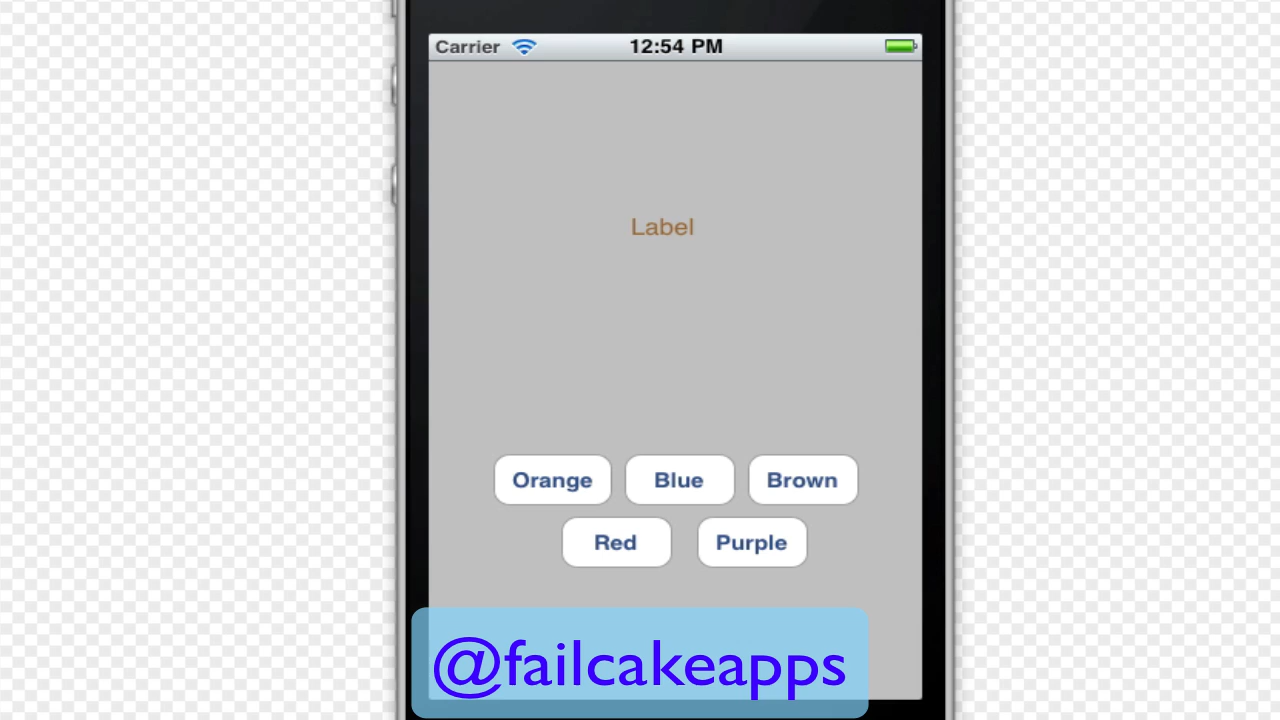 Carrier 12:54 PM
Label
Orange Blue Brown
Red Purple
@failcakeapps